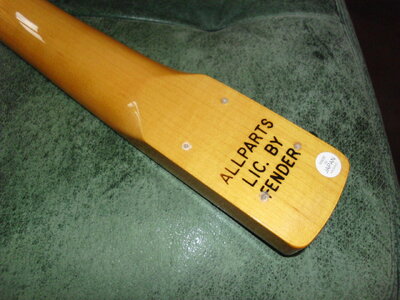 ALLPARTS
LIC. BY
FENDER
JAPAN